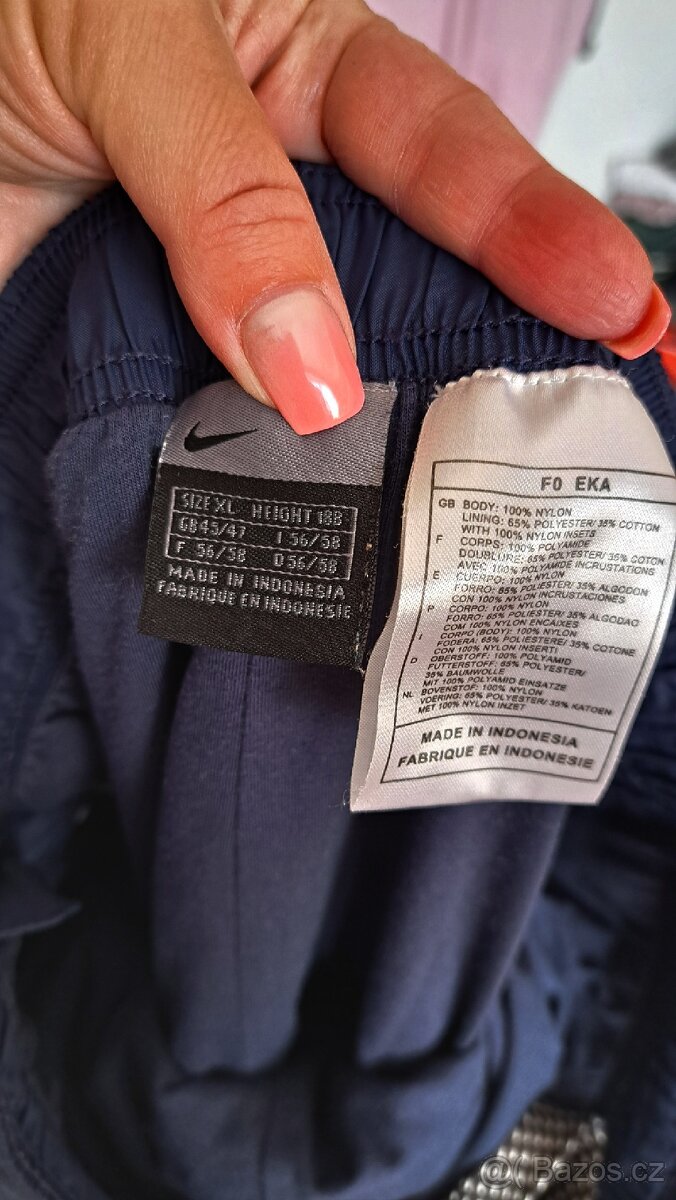 SIZE XL HEIGHT 188
GB 45/47 I 56/58
F 56/58 D 56/58
MADE IN INDONESIA
FABRIQUE EN INDONESIE
F0 EKA
GB BODY: 100% NYLON
LINING: 65% POLYESTER/ 35% COTTON
WITH 100% NYLON INSETS
F CORPS: 100% POLYAMIDE
DOUBLURE: 65% POLYESTER/ 35% COTON
AVEC 100% POLYAMIDE INCRUSTATIONS
E CUERPO: 100% NYLON
FORRO: 65% POLIESTER/ 35% ALGODON
CON 100% NYLON INCRUSTACIONES
P CORPO: 100% NYLON
FORRO: 65% POLYESTER/ 35% ALGODAO
COM 100% NYLON ENCAIXES
I CORPO (BODY): 100% NYLON
FODERA: 65% POLIESTERE/ 35% COTONE
CON 100% NYLON INSERTI
D OBERSTOFF: 100% POLYAMID
FUTTERSTOFF: 65% POLYESTER/
35% BAUMWOLLE
MIT 100% POLYAMID EINSATZE
NL BOVENSTOF: 100% NYLON
VOERING: 65% POLYESTER/ 35% KATOEN
MET 100% NYLON INZET
MADE IN INDONESIA
FABRIQUE EN INDONESIE
@( Bazos.cz